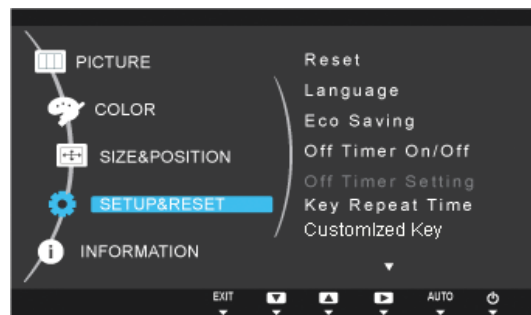 PICTURE
COLOR
SIZE&POSITION
SETUP&RESET
INFORMATION
Reset
Language
Eco Saving
Off Timer On/Off
Off Timer Setting
Key Repeat Time
Customized Key
EXIT
AUTO